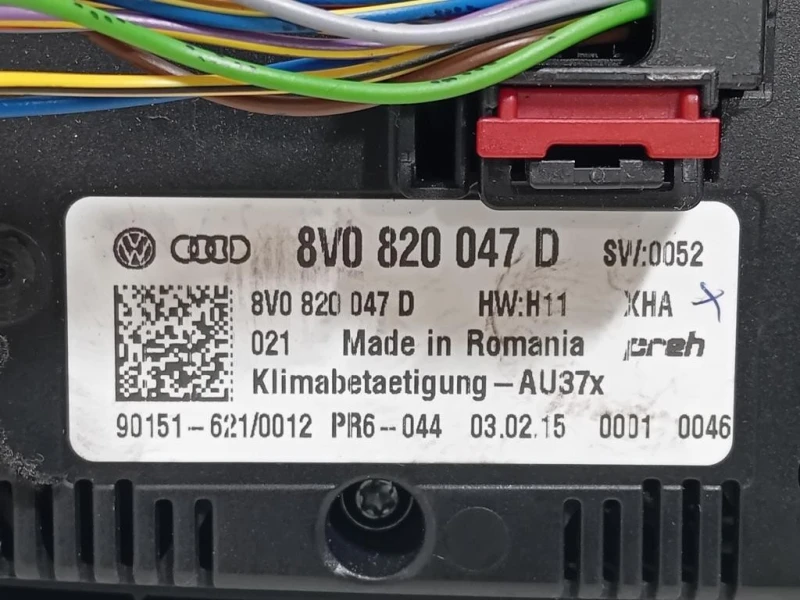 8V0 820 047 D SW:0052
8V0 820 047 D HW:H11 XHA
021 Made in Romania preh
Klimabetaetigung-AU37x
90151-621/0012 PR6-044 03.02.15 0001 0046